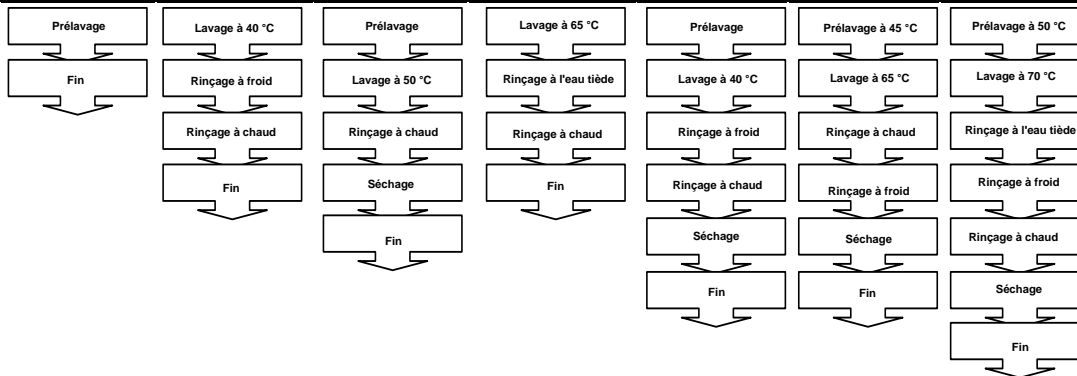 Prélavage
Fin
Lavage à 40 °C
Rinçage à froid
Rinçage à chaud
Fin
Prélavage
Lavage à 50 °C
Rinçage à chaud
Séchage
Fin
Lavage à 65 °C
Rinçage à l'eau tiède
Rinçage à chaud
Fin
Prélavage
Lavage à 40 °C
Rinçage à froid
Rinçage à chaud
Séchage
Fin
Prélavage à 45 °C
Lavage à 65 °C
Rinçage à chaud
Rinçage à froid
Séchage
Fin
Prélavage à 50 °C
Lavage à 70 °C
Rinçage à l'eau tiède
Rinçage à froid
Rinçage à chaud
Séchage
Fin